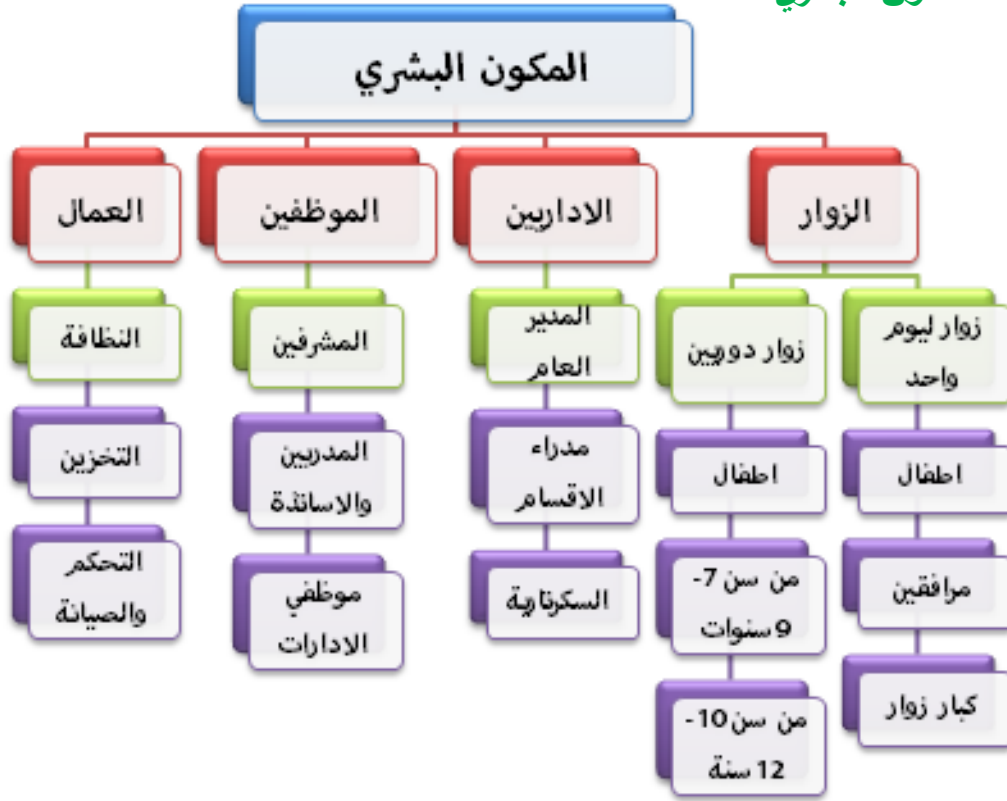 المكون البشري
الزوار
الاداريين
الموظفين
العمال
زوار ليوم
واحد
اطفال
مرافقين
كبار زوار
زوار دوريين
اطفال
من سن 7-
9 سنوات
من سن 10-
12 سنة
المدير
العام
مدراء
الاقسام
السكرتارية
المشرفين
المدربين
والاساتذة
موظفي
الادارات
النظافة
التخزين
التحكم
والصيانة